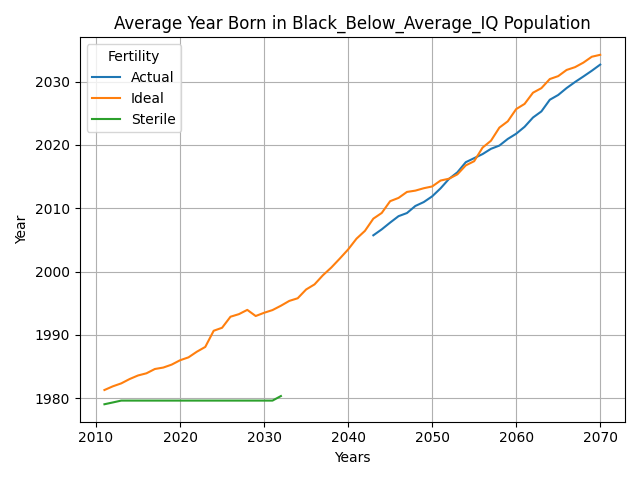 Average Year Born in Black_Below_Average_IQ Population
Fertility
Actual
Ideal
Sterile
Year
2030
2020
2010
2000
1990
1980
2010 2020 2030 2040 2050 2060 2070
Years